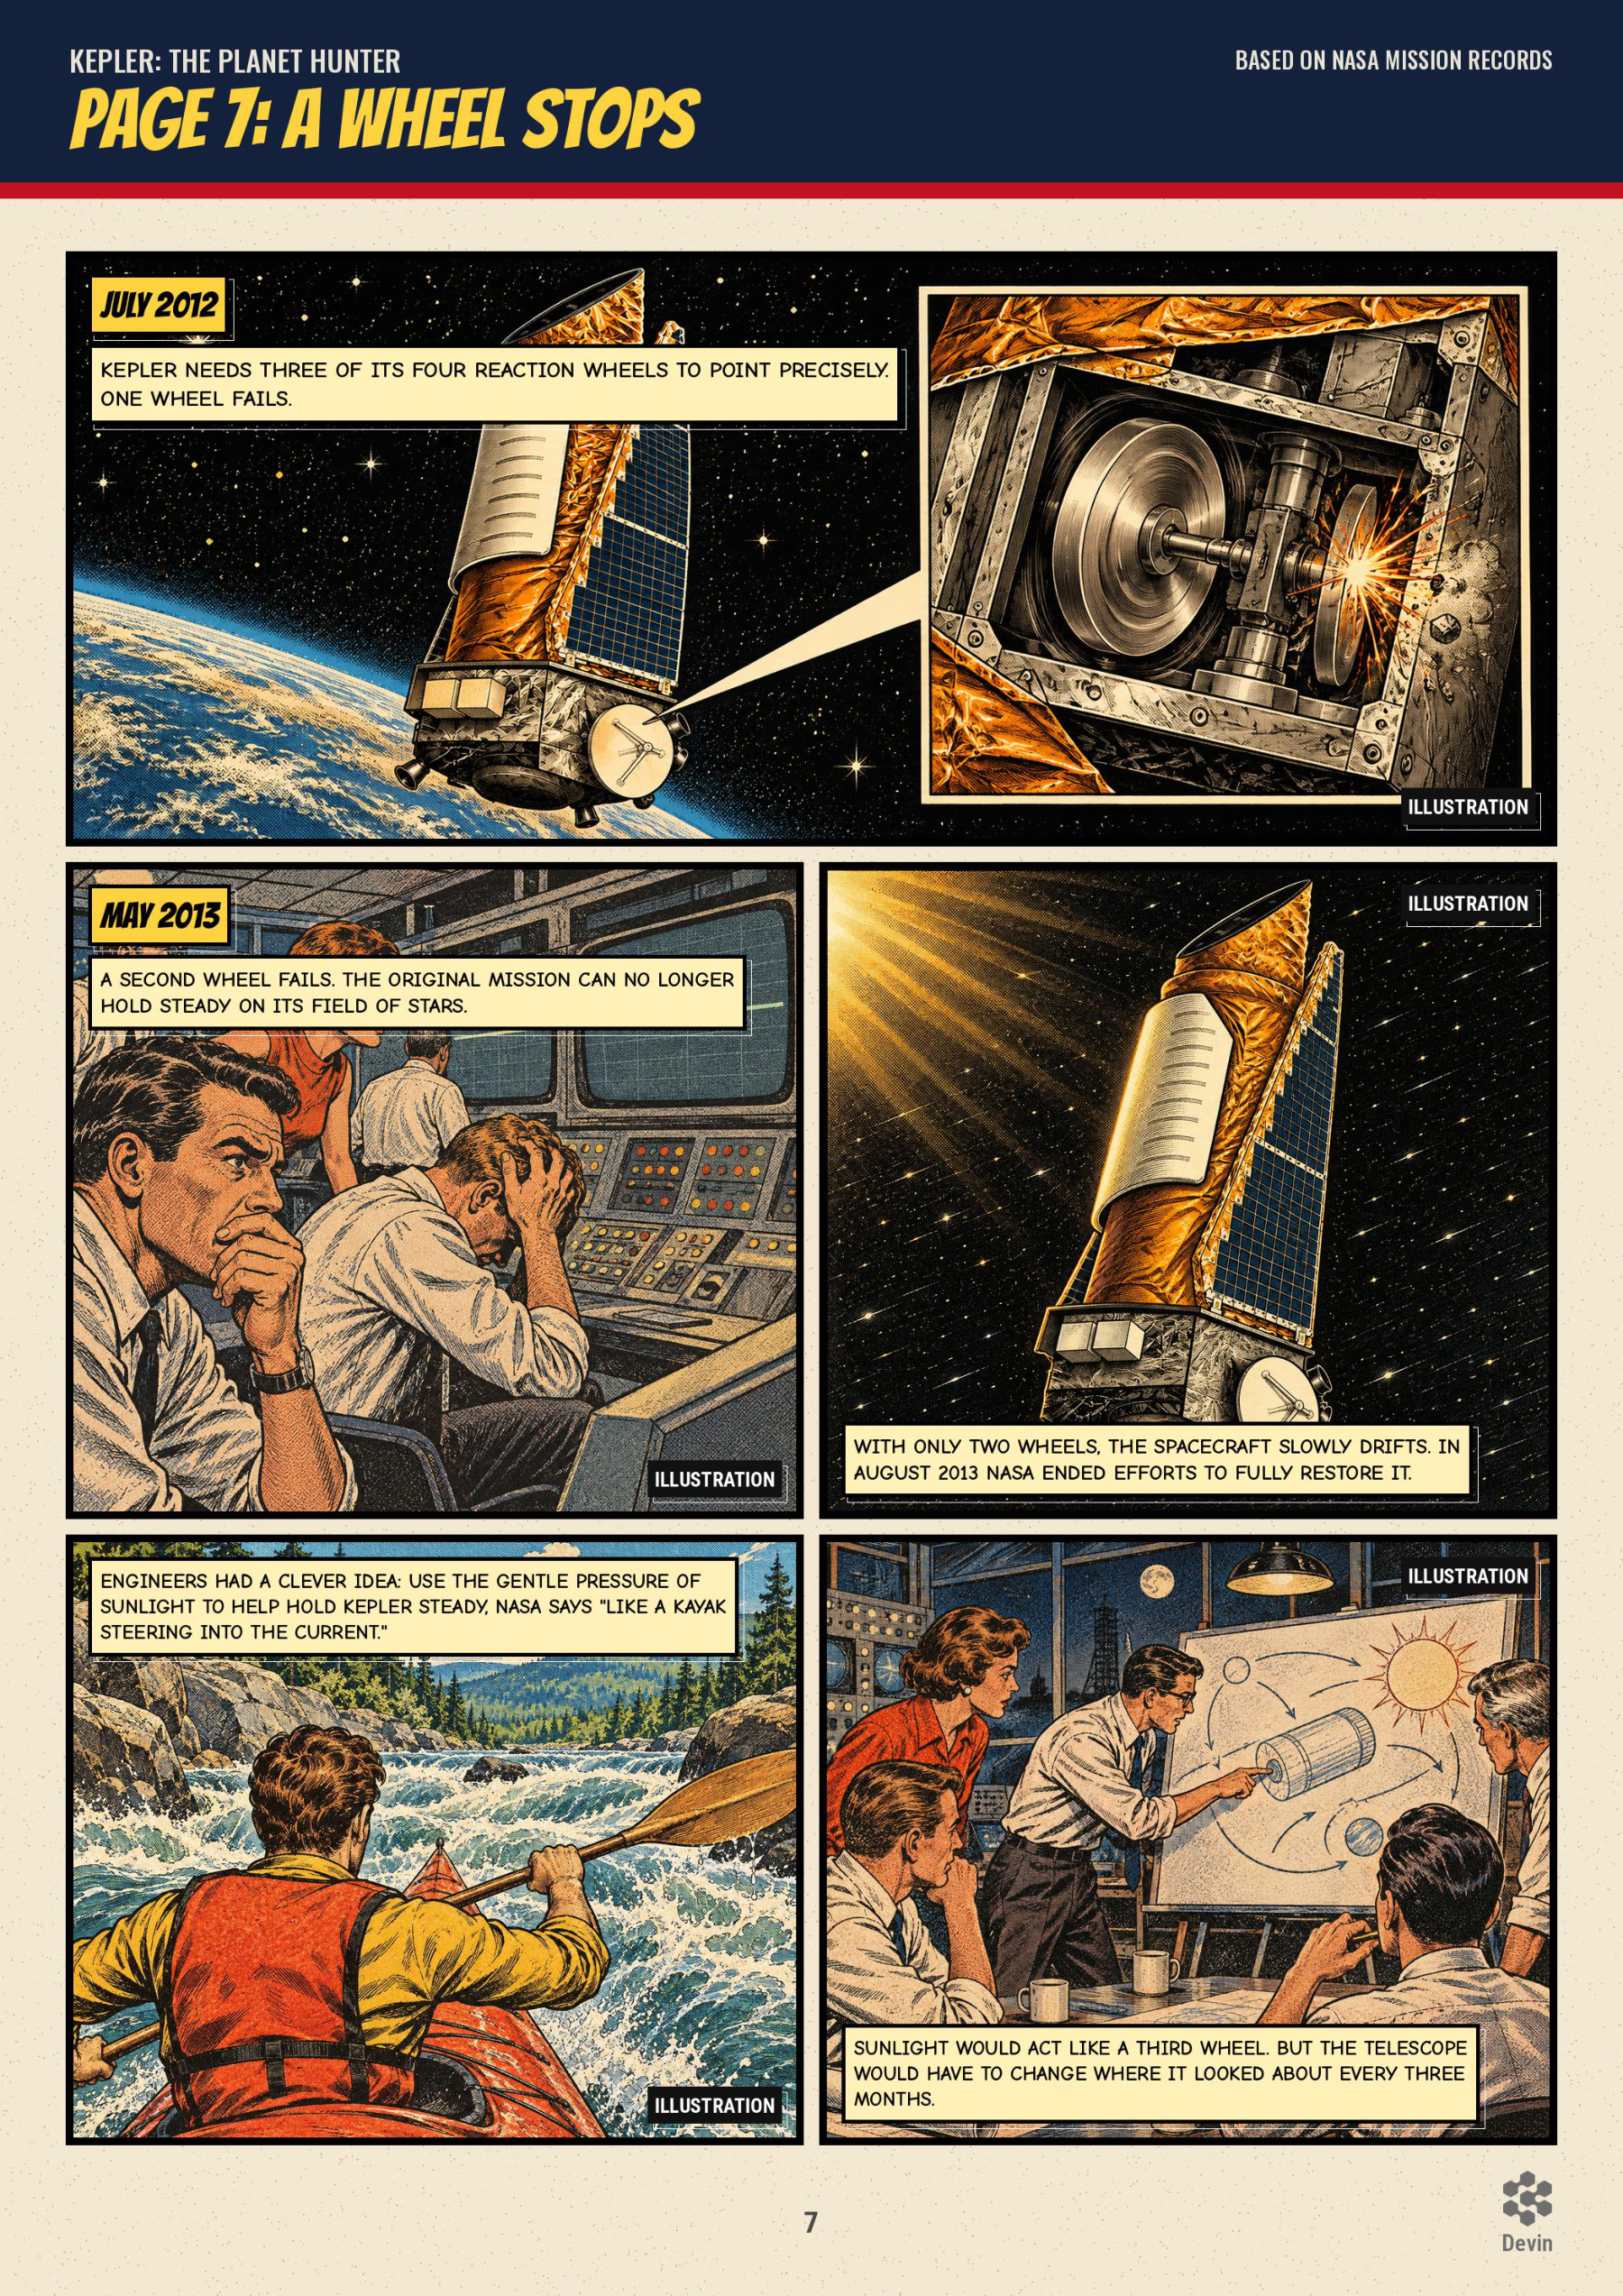 KEPLER: THE PLANET HUNTER
BASED ON NASA MISSION RECORDS
PAGE 7: A WHEEL STOPS
JULY 2012
KEPLER NEEDS THREE OF ITS FOUR REACTION WHEELS TO POINT PRECISELY.
ONE WHEEL FAILS.
ILLUSTRATION
MAY 2013
A SECOND WHEEL FAILS. THE ORIGINAL MISSION CAN NO LONGER
HOLD STEADY ON ITS FIELD OF STARS.
ILLUSTRATION
ILLUSTRATION
WITH ONLY TWO WHEELS, THE SPACECRAFT SLOWLY DRIFTS. IN
AUGUST 2013 NASA ENDED EFFORTS TO FULLY RESTORE IT.
ENGINEERS HAD A CLEVER IDEA: USE THE GENTLE PRESSURE OF
SUNLIGHT TO HELP HOLD KEPLER STEADY, NASA SAYS "LIKE A KAYAK
STEERING INTO THE CURRENT."
ILLUSTRATION
ILLUSTRATION
SUNLIGHT WOULD ACT LIKE A THIRD WHEEL. BUT THE TELESCOPE
WOULD HAVE TO CHANGE WHERE IT LOOKED ABOUT EVERY THREE
MONTHS.
7
Devin